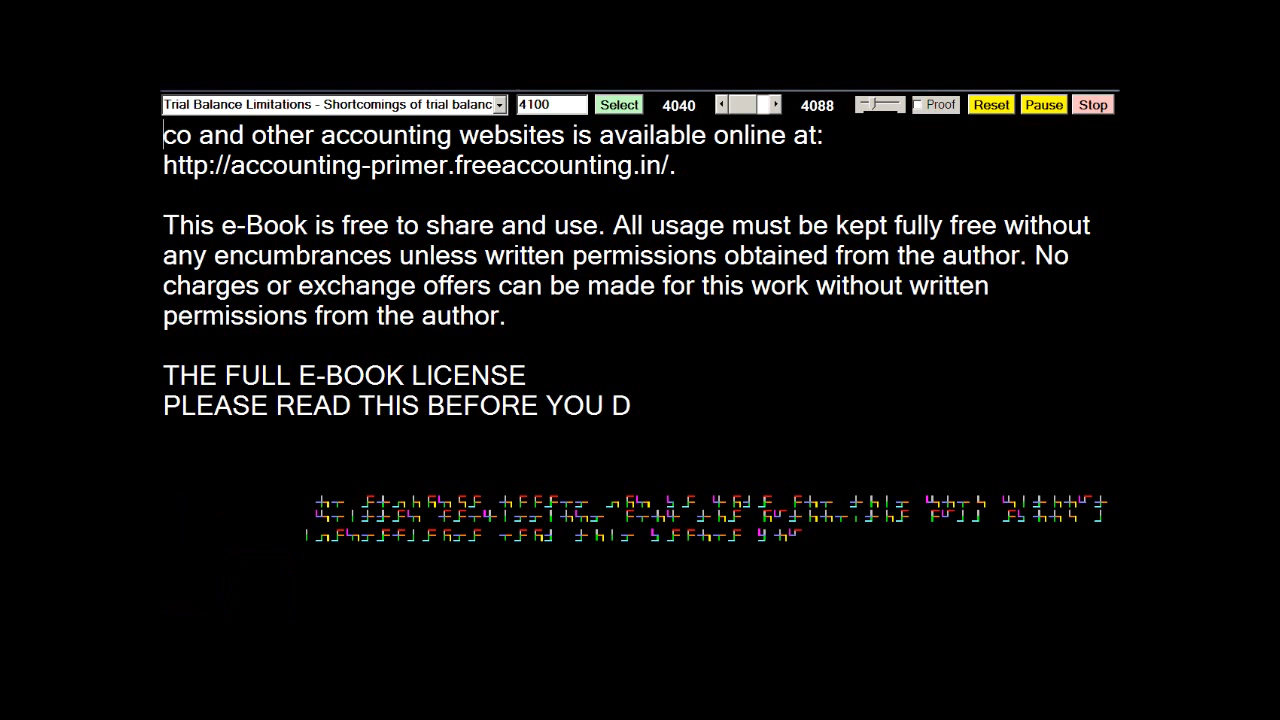 Trial Balance Limitations - Shortcomings of trial balanc 4100 Select 4040 4088 Proof Reset Pause Stop
co and other accounting websites is available online at:
http://accounting-primer.freeaccounting.in/.
This e-Book is free to share and use. All usage must be kept fully free without
any encumbrances unless written permissions obtained from the author. No
charges or exchange offers can be made for this work without written
permissions from the author.
THE FULL E-BOOK LICENSE
PLEASE READ THIS BEFORE YOU D